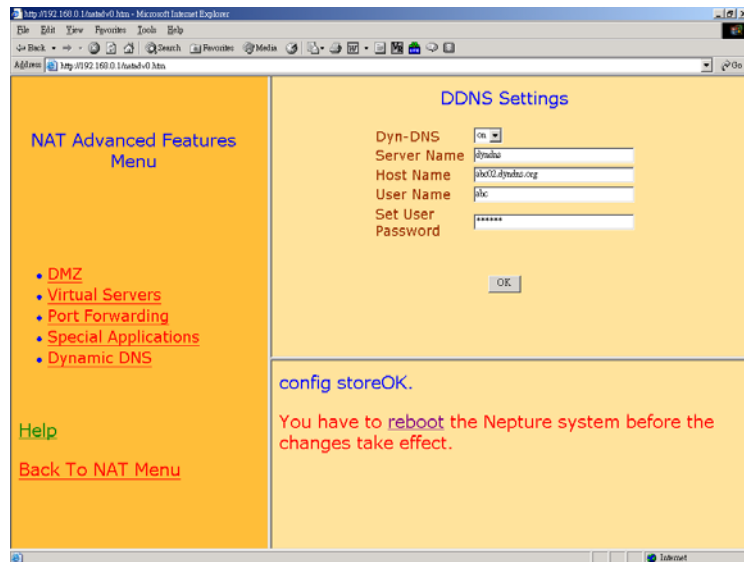 http://192.168.0.1/natadv0.htm - Microsoft Internet Explorer
File Edit View Favorites Tools Help
Back Search Favorites Media
Address http://192.168.0.1/natadv0.htm Go
NAT Advanced Features
Menu
DMZ
Virtual Servers
Port Forwarding
Special Applications
Dynamic DNS
Help
Back To NAT Menu
DDNS Settings
Dyn-DNS on
Server Name dyndns
Host Name abc02.dyndns.org
User Name abc
Set User
Password ******
OK
config storeOK.
You have to reboot the Nepture system before the
changes take effect.
Internet